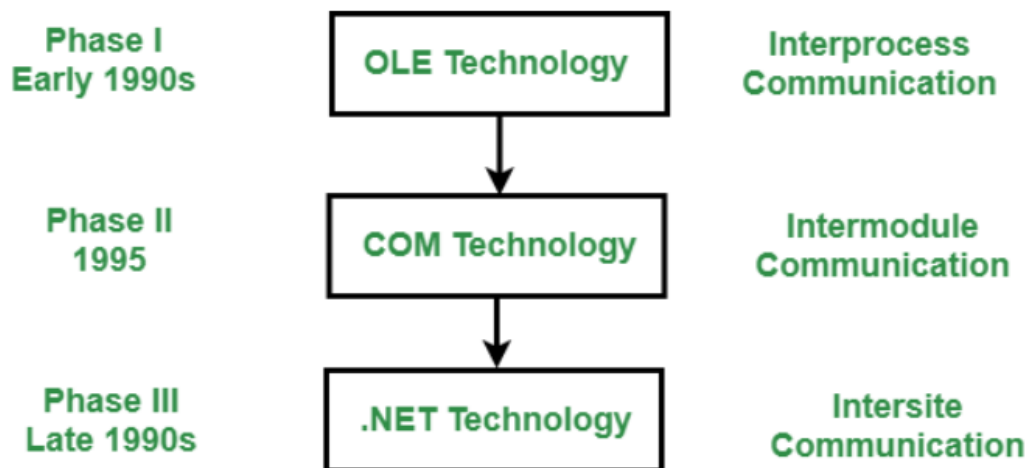 Phase I
Early 1990s
OLE Technology
Interprocess
Communication
Phase II
1995
COM Technology
Intermodule
Communication
Phase III
Late 1990s
.NET Technology
Intersite
Communication